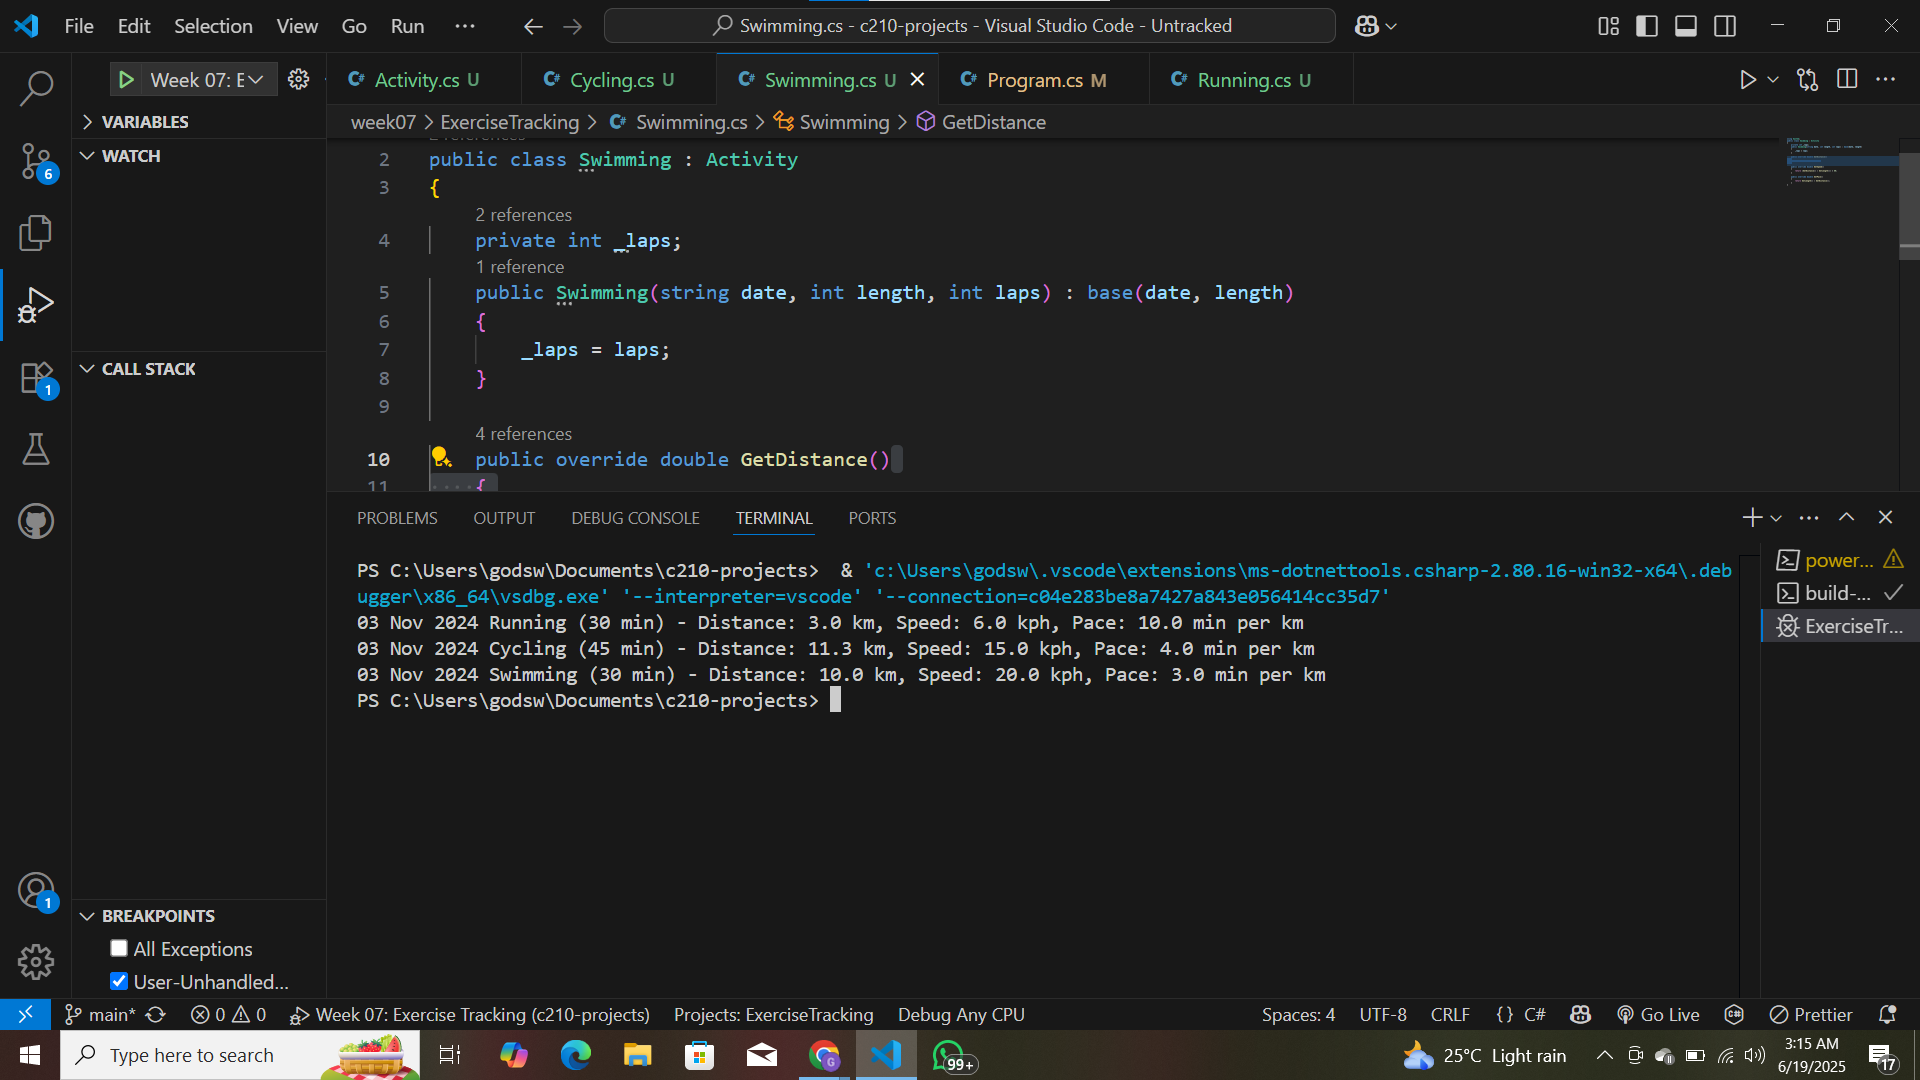 File Edit Selection View Go Run ···
Swimming.cs - c210-projects - Visual Studio Code - Untracked
Week 07: E
Activity.cs U
Cycling.cs U
Swimming.cs U
Program.cs M
Running.cs U
VARIABLES
WATCH
CALL STACK
BREAKPOINTS
All Exceptions
User-Unhandled...
6
1
1
week07 > ExerciseTracking > Swimming.cs > Swimming > GetDistance
2 public class Swimming : Activity
3 {
2 references
4 private int _laps;
1 reference
5 public Swimming(string date, int length, int laps) : base(date, length)
6 {
7 _laps = laps;
8 }
9
4 references
10 public override double GetDistance()
11 {
PROBLEMS OUTPUT DEBUG CONSOLE TERMINAL PORTS
PS C:\Users\godsw\Documents\c210-projects>  & 'c:\Users\godsw\.vscode\extensions\ms-dotnettools.csharp-2.80.16-win32-x64\.deb
ugger\x86_64\vsdbg.exe' '--interpreter=vscode' '--connection=c04e283be8a7427a843e056414cc35d7'
03 Nov 2024 Running (30 min) - Distance: 3.0 km, Speed: 6.0 kph, Pace: 10.0 min per km
03 Nov 2024 Cycling (45 min) - Distance: 11.3 km, Speed: 15.0 kph, Pace: 4.0 min per km
03 Nov 2024 Swimming (30 min) - Distance: 10.0 km, Speed: 20.0 kph, Pace: 3.0 min per km
PS C:\Users\godsw\Documents\c210-projects>
power...
build-...
ExerciseTr...
main* 0 0 Week 07: Exercise Tracking (c210-projects) Projects: ExerciseTracking Debug Any CPU
Spaces: 4 UTF-8 CRLF {} C# Go Live Prettier
Type here to search
99+
25°C Light rain
3:15 AM
6/19/2025
17